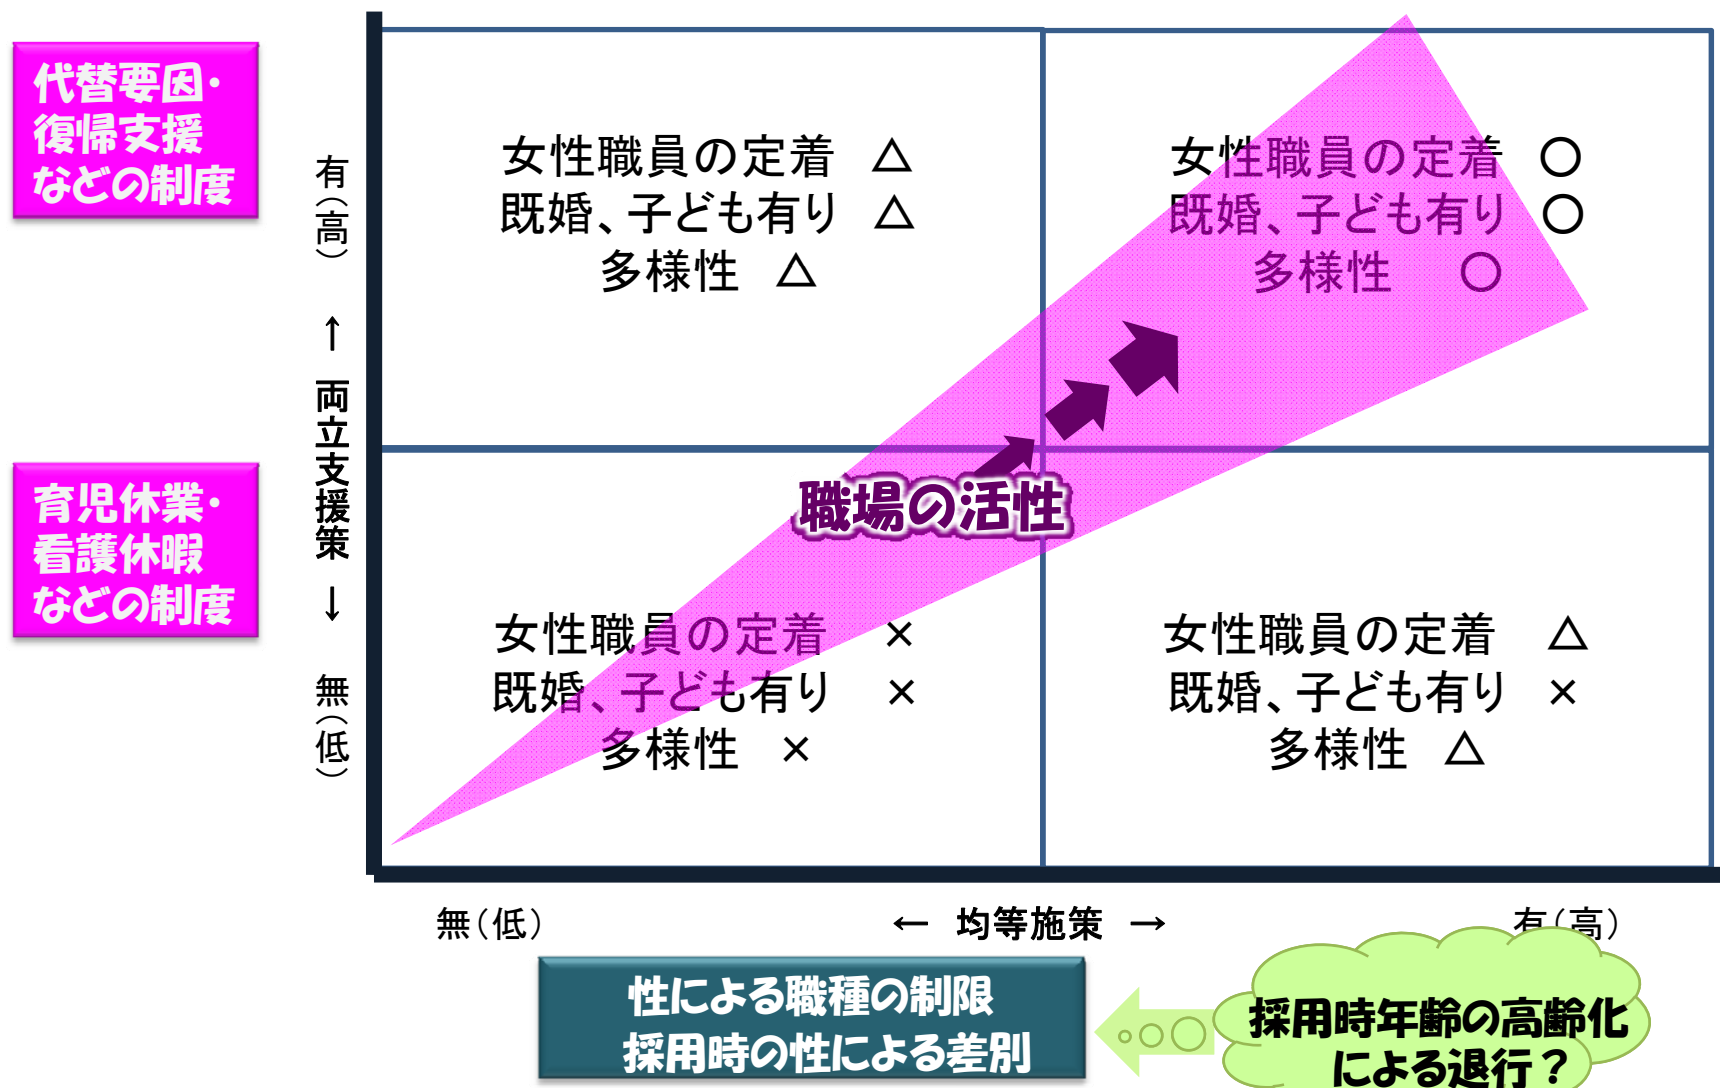 代替要因・
復帰支援
などの制度
育児休業・
看護休暇
などの制度
有（高）
↑ 両立支援策 ↓
無（低）
女性職員の定着 △
既婚、子ども有り △
多様性 △
女性職員の定着 ○
既婚、子ども有り ○
多様性 ○
職場の活性
女性職員の定着 ×
既婚、子ども有り ×
多様性 ×
女性職員の定着 △
既婚、子ども有り ×
多様性 △
無（低） ← 均等施策 → 有（高）
性による職種の制限
採用時の性による差別
採用時年齢の高齢化
による退行？